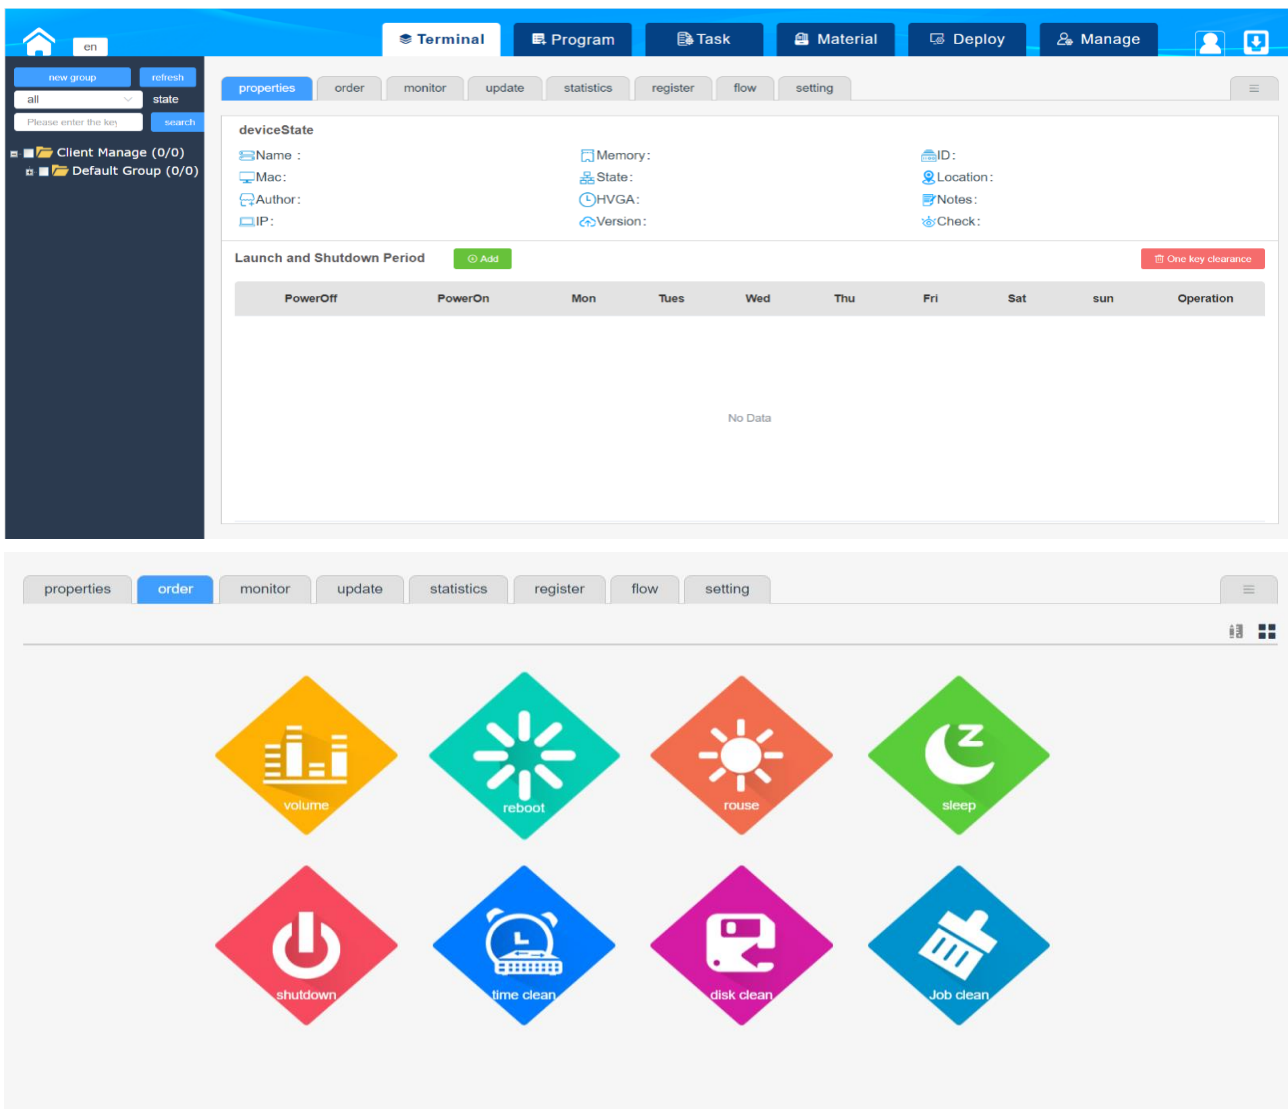 en
Terminal
Program
Task
Material
Deploy
Manage
new group
refresh
all
state
Please enter the key
search
Client Manage (0/0)
Default Group (0/0)
properties
order
monitor
update
statistics
register
flow
setting
deviceState
Name :
Memory:
ID:
Mac:
State:
Location:
Author:
HVGA:
Notes:
IP:
Version:
Check:
Launch and Shutdown Period
Add
One key clearance
PowerOff PowerOn Mon Tues Wed Thu Fri Sat sun Operation
No Data
properties
order
monitor
update
statistics
register
flow
setting
volume
reboot
rouse
Z
sleep
shutdown
time clean
disk clean
Job clean